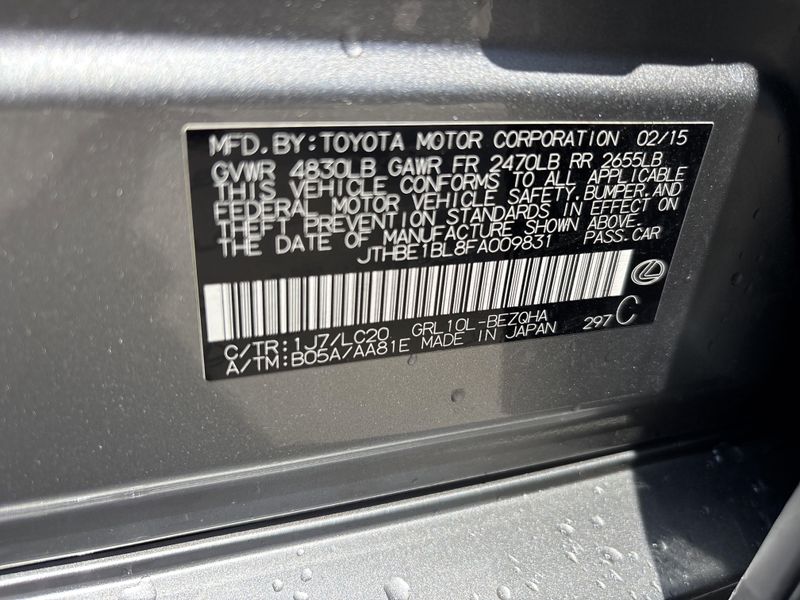 MFD.BY:TOYOTA MOTOR CORPORATION 02/15
GVWR 4830LB GAWR FR 2470LB RR 2655LB
THIS VEHICLE CONFORMS TO ALL APPLICABLE
FEDERAL MOTOR VEHICLE SAFETY,BUMPER,AND
THEFT PREVENTION STANDARDS IN EFFECT ON
THE DATE OF MANUFACTURE SHOWN ABOVE.
JTHBE1BL8FA009831 PASS.CAR
C/TR:1J7/LC20 GRL10L-BEZQHA 297 C
A/TM:B05A/AA81E MADE IN JAPAN